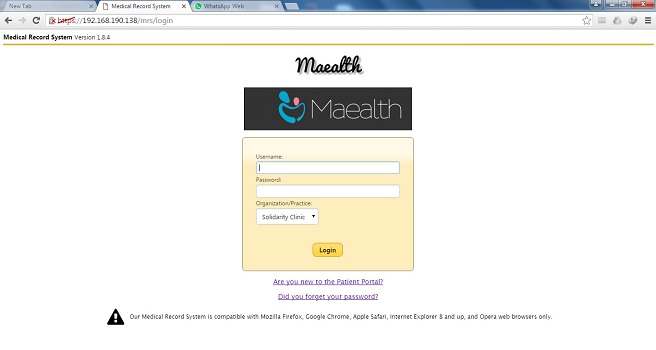 New Tab
Medical Record System
WhatsApp Web
https://192.168.190.138/mrs/login
Medical Record System Version 1.8.4
Maealth
Maealth
Username:
Password:
Organization/Practice:
Solidarity Clinic
Login
Are you new to the Patient Portal?
Did you forget your password?
Our Medical Record System is compatible with Mozilla Firefox, Google Chrome, Apple Safari, Internet Explorer 8 and up, and Opera web browsers only.